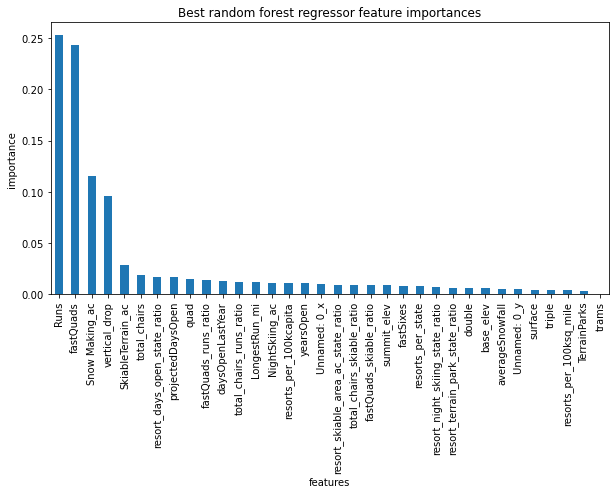 Best random forest regressor feature importances
importance
0.25
0.20
0.15
0.10
0.05
0.00
Runs
fastQuads
Snow Making_ac
vertical_drop
SkiableTerrain_ac
total_chairs
resort_days_open_state_ratio
projectedDaysOpen
quad
fastQuads_runs_ratio
daysOpenLastYear
total_chairs_runs_ratio
LongestRun_mi
NightSkiing_ac
resorts_per_100kcapita
yearsOpen
Unnamed: 0_x
resort_skiable_area_ac_state_ratio
total_chairs_skiable_ratio
fastQuads_skiable_ratio
summit_elev
fastSixes
resorts_per_state
resort_night_skiing_state_ratio
resort_terrain_park_state_ratio
double
base_elev
averageSnowfall
Unnamed: 0_y
surface
triple
resorts_per_100ksq_mile
TerrainParks
trams
features